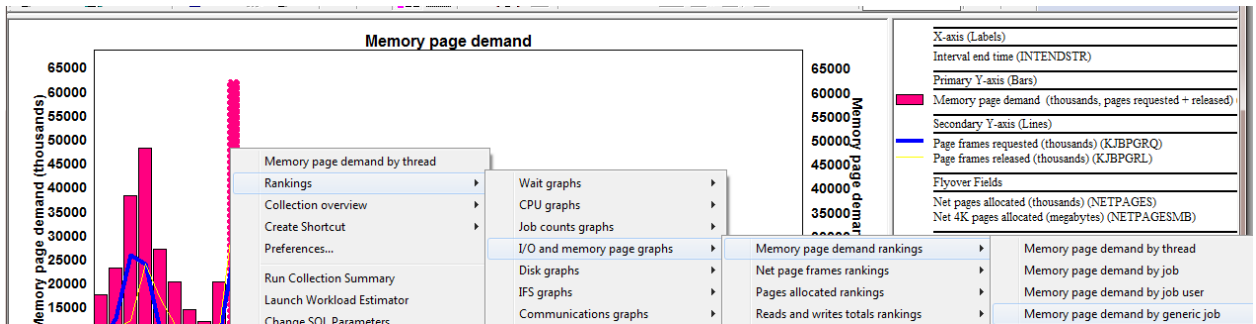 Memory page demand
65000
60000
55000
50000
45000
40000
35000
30000
25000
20000
15000
Memory page demand (thousands)
65000
60000
55000
50000
45000
40000
35000
Memory page deman
Memory page demand by thread
Rankings
Collection overview
Create Shortcut
Preferences...
Run Collection Summary
Launch Workload Estimator
Change SQL Parameters
Wait graphs
CPU graphs
Job counts graphs
I/O and memory page graphs
Disk graphs
IFS graphs
Communications graphs
Memory page demand rankings
Net page frames rankings
Pages allocated rankings
Reads and writes totals rankings
Memory page demand by thread
Memory page demand by job
Memory page demand by job user
Memory page demand by generic job
X-axis (Labels)
Interval end time (INTENDSTR)
Primary Y-axis (Bars)
Memory page demand (thousands, pages requested + released)
Secondary Y-axis (Lines)
Page frames requested (thousands) (KJBPGRQ)
Page frames released (thousands) (KJBPGRL)
Flyover Fields
Net pages allocated (thousands) (NETPAGES)
Net 4K pages allocated (megabytes) (NETPAGESMB)